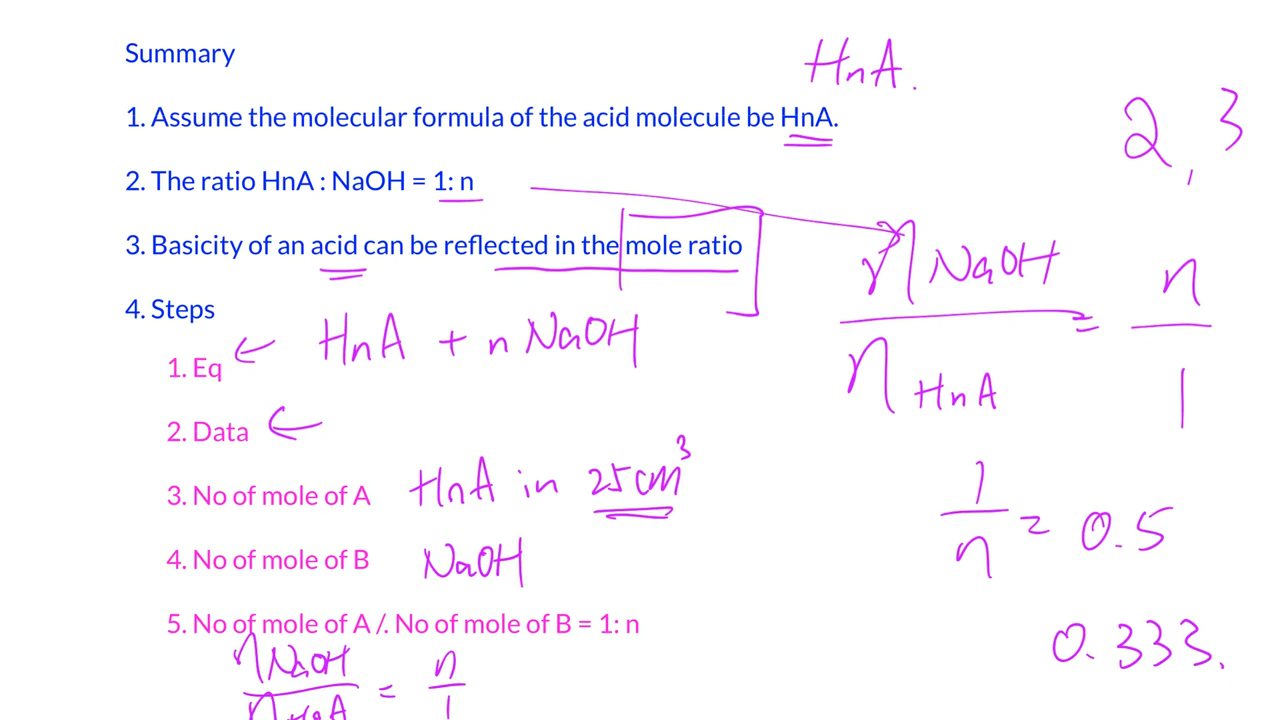 Summary
HnA.
1. Assume the molecular formula of the acid molecule be HnA.
2, 3
2. The ratio HnA : NaOH = 1: n
3. Basicity of an acid can be reflected in the mole ratio
n NaOH / n HnA = n / 1
4. Steps
HnA + n NaOH
1. Eq
2. Data
3. No of mole of A HnA in 25 cm³
1 / n = 0.5
4. No of mole of B NaOH
5. No of mole of A /. No of mole of B = 1: n
0.333.
n NaOH / n HnA = n / 1